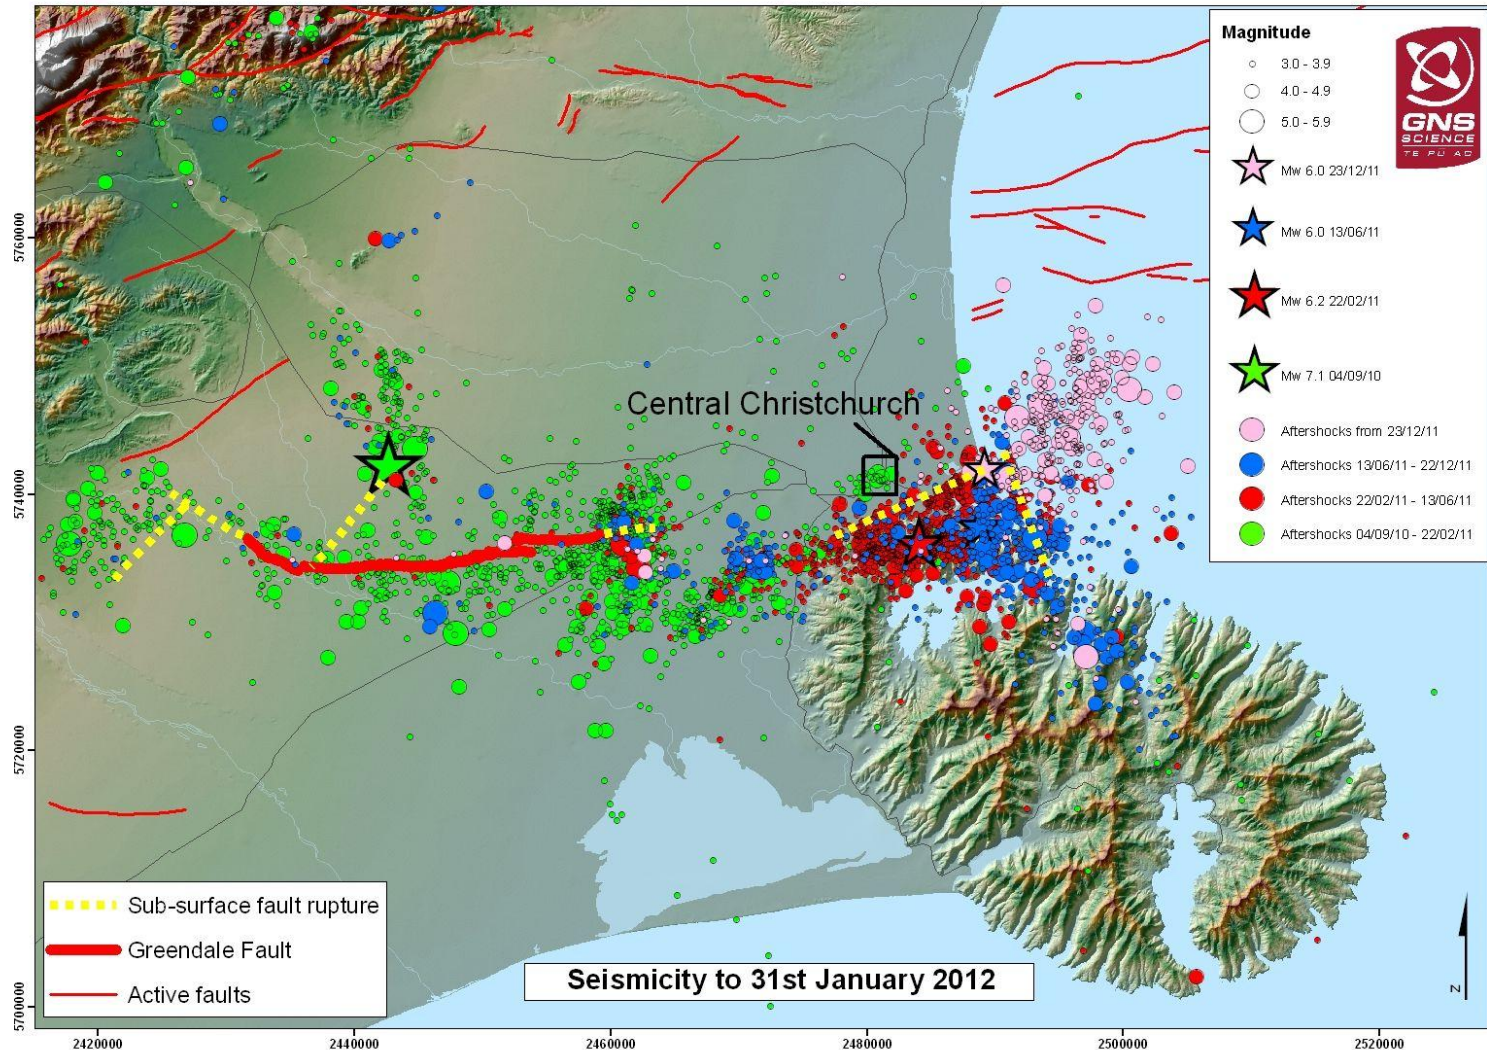 Magnitude
3.0 - 3.9
4.0 - 4.9
5.0 - 5.9
GNS
SCIENCE
TE PŪ AO
Mw 6.0 23/12/11
Mw 6.0 13/06/11
Mw 6.2 22/02/11
Mw 7.1 04/09/10
Aftershocks from 23/12/11
Aftershocks 13/06/11 - 22/12/11
Aftershocks 22/02/11 - 13/06/11
Aftershocks 04/09/10 - 22/02/11
Central Christchurch
5760000
5740000
5720000
5700000
Sub-surface fault rupture
Greendale Fault
Active faults
Seismicity to 31st January 2012
N
2420000
2440000
2460000
2480000
2500000
2520000